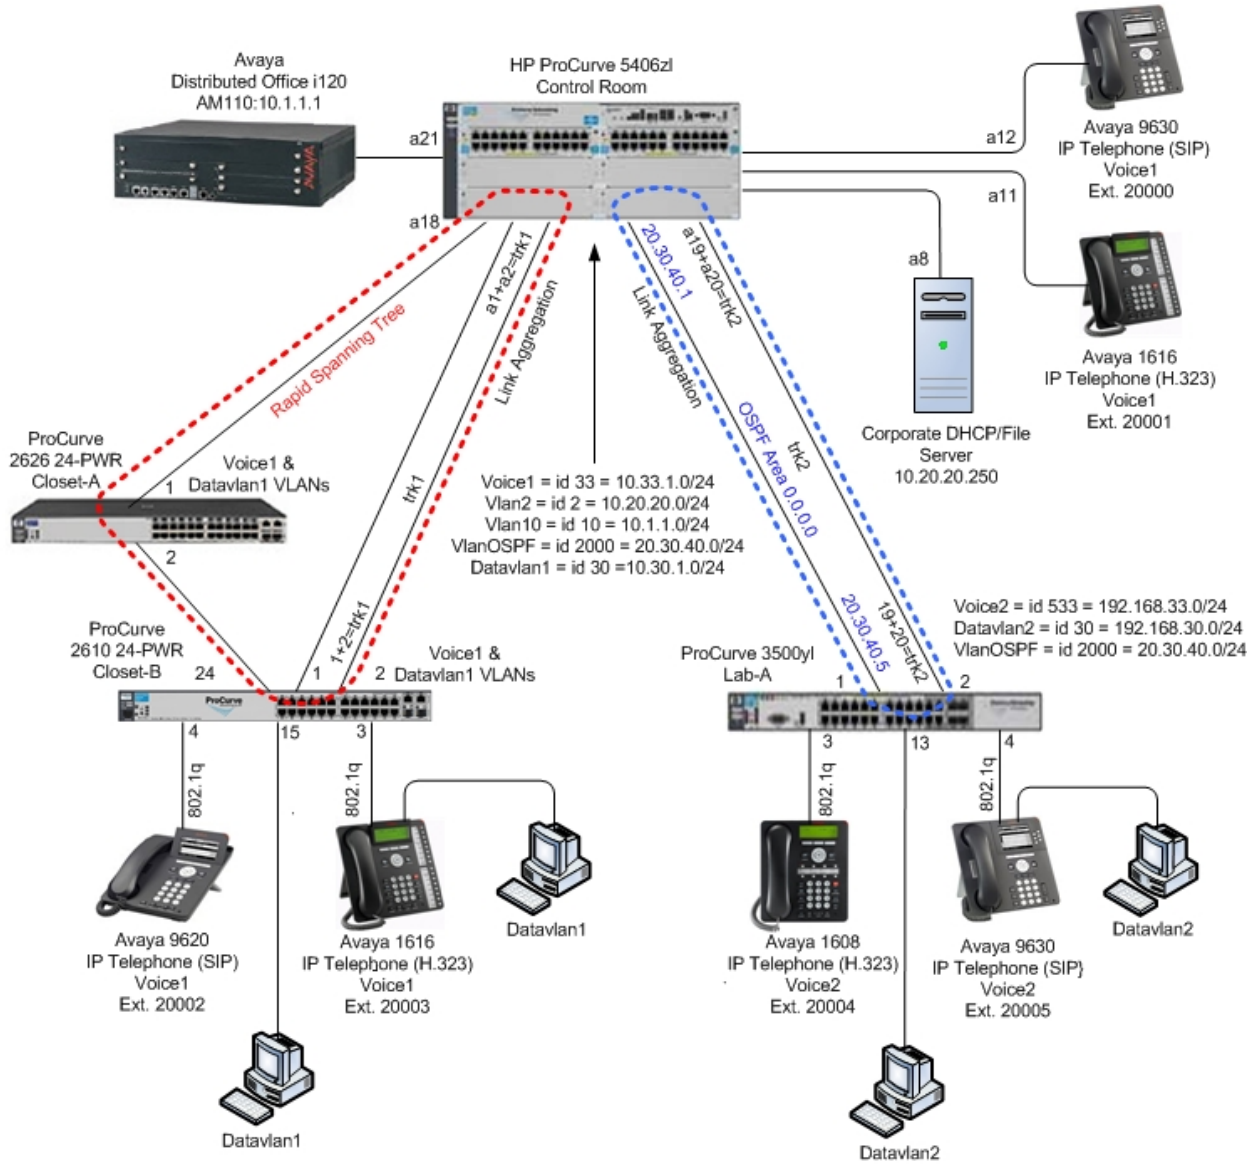 Avaya
Distributed Office i120
AM110:10.1.1.1
AVAYA
HP ProCurve 5406zl
Control Room
a21
a18
a12
a11
a8
Avaya 9630
IP Telephony (SIP)
Voice1
Ext. 20000
Avaya 1616
IP Telephony (H.323)
Voice1
Ext. 20001
Corporate DHCP/File
Server
10.20.20.250
Rapid Spanning Tree
a1+a2=trk1
Link Aggregation
trk1
1+2=trk1
20.30.40.1
a19+a20=trk2
Link Aggregation
OSPF Area 0.0.0.0
trk2
20.30.40.5
19+20=trk2
ProCurve
2626 24-PWR
Closet-A
1
Voice1 &
Datavlan1 VLANs
2
Voice1 = id 33 = 10.33.1.0/24
Vlan2 = id 2 = 10.20.20.0/24
Vlan10 = id 10 = 10.1.1.0/24
VlanOSPF = id 2000 = 20.30.40.0/24
Datavlan1 = id 30 =10.30.1.0/24
Voice2 = id 533 = 192.168.33.0/24
Datavlan2 = id 30 = 192.168.30.0/24
VlanOSPF = id 2000 = 20.30.40.0/24
ProCurve
2610 24-PWR
Closet-B
24
1
2
Voice1 &
Datavlan1 VLANs
ProCurve
4
15
3
802.1q
802.1q
ProCurve 3500yl
Lab-A
1
2
3
13
4
802.1q
802.1q
Avaya 9620
IP Telephone (SIP)
Voice1
Ext. 20002
Avaya 1616
IP Telephone (H.323)
Voice1
Ext. 20003
Datavlan1
Datavlan1
Avaya 1608
IP Telephone (H.323)
Voice2
Ext. 20004
Avaya 9630
IP Telephone (SIP}
Voice2
Ext. 20005
Datavlan2
Datavlan2